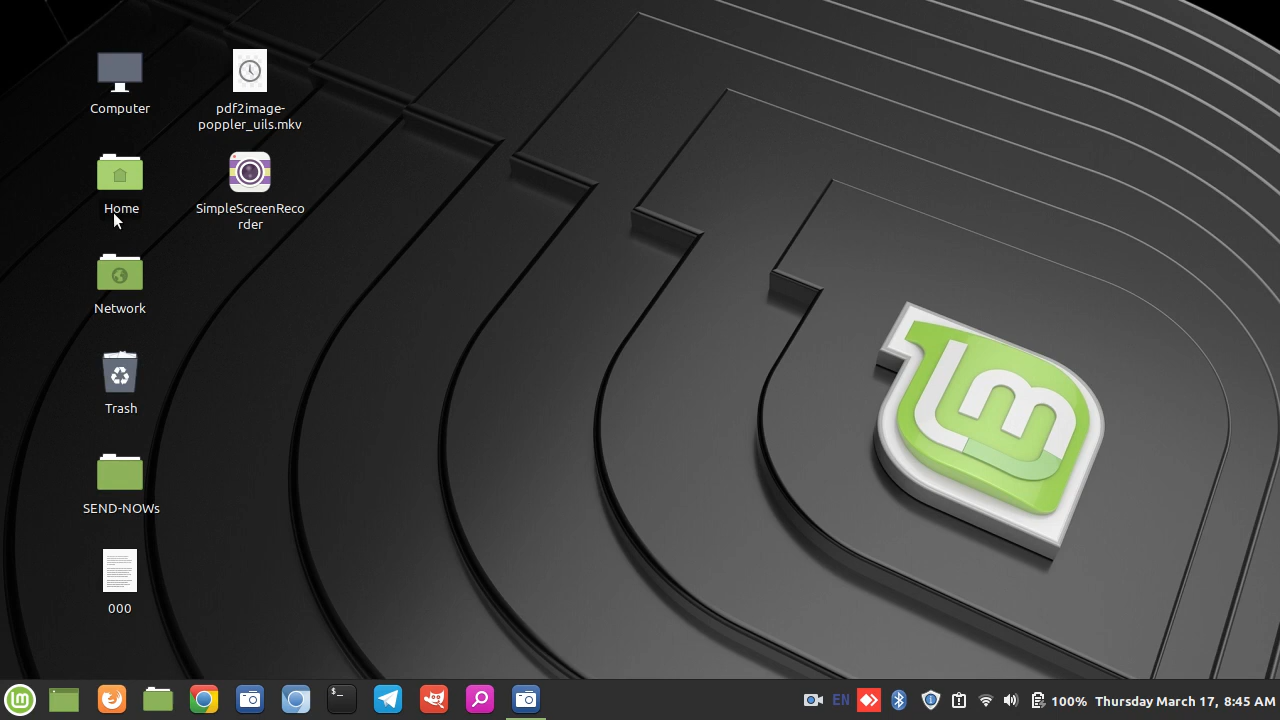 Computer
pdf2image-
poppler_uils.mkv
Home
SimpleScreenReco
rder
Network
Trash
SEND-NOWs
000
lm
$_
EN
100%
Thursday March 17, 8:45 AM